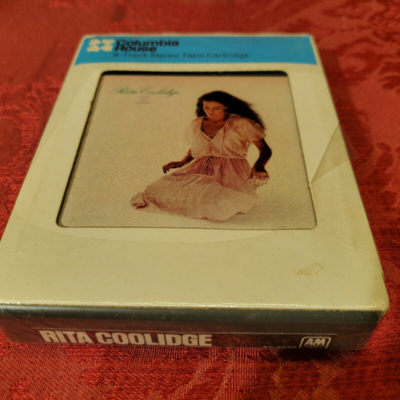 Columbia
House
8-Track Stereo Tape Cartridge
Rita Coolidge
RITA COOLIDGE
A&M